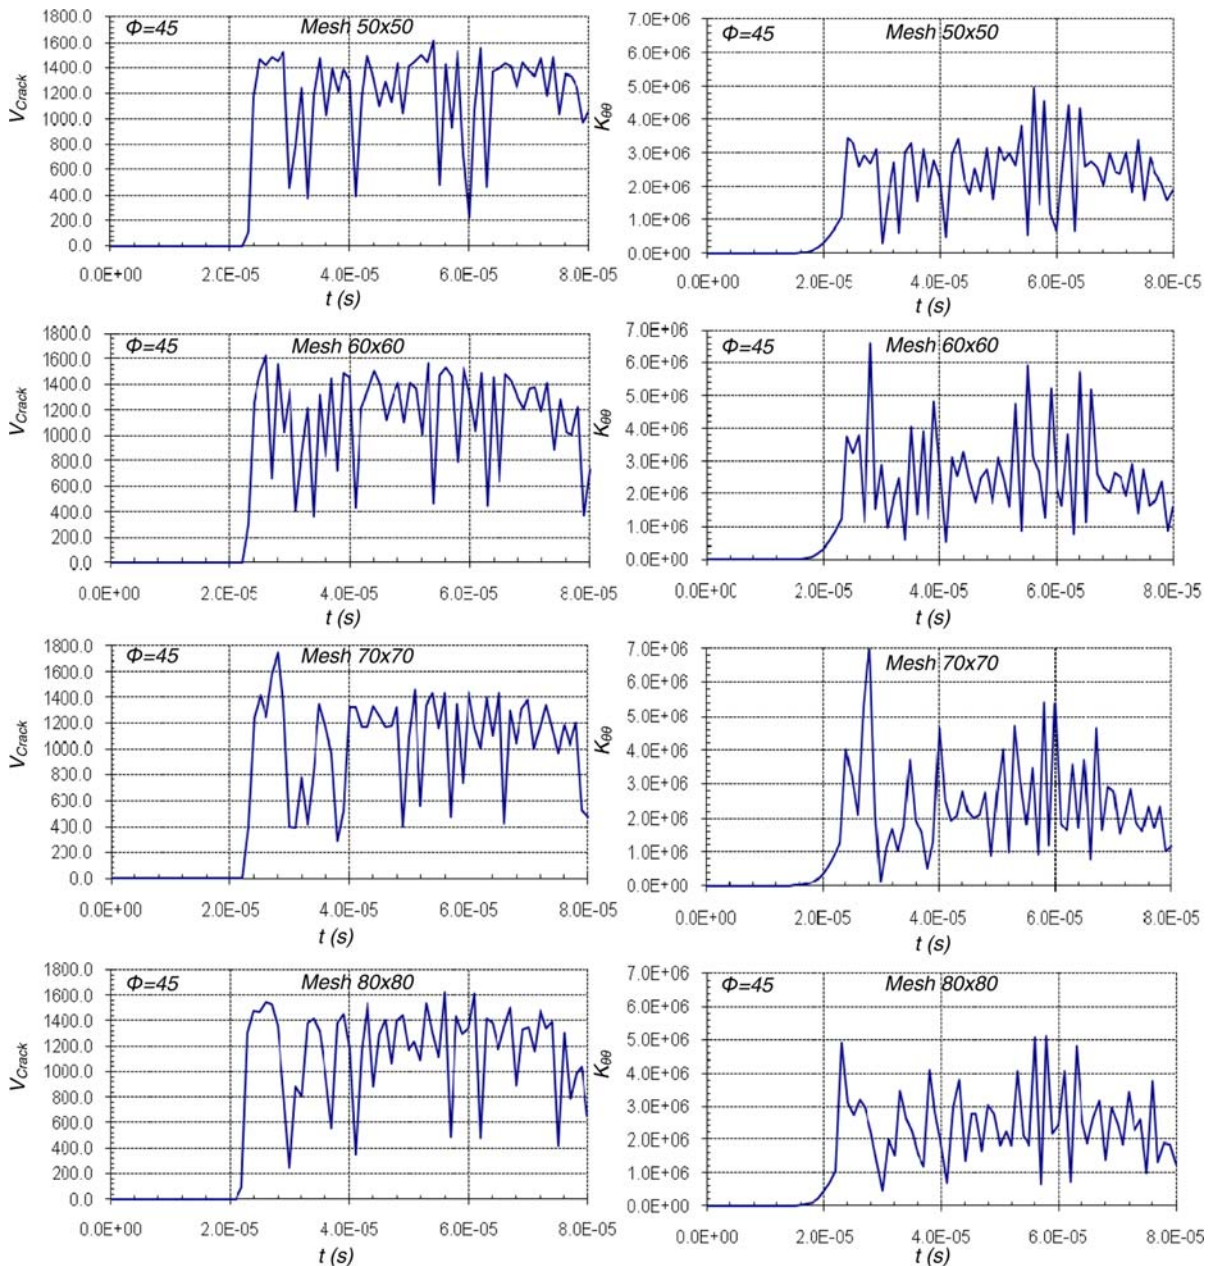 Φ=45 Mesh 50x50
1800.0
1600.0
1400.0
1200.0
1000.0
800.0
600.0
400.0
200.0
0.0
V_Crack
0.0E+00 2.0E-05 4.0E-05 6.0E-05 8.0E-05
t (s)
Φ=45 Mesh 50x50
7.0E+06
6.0E+06
5.0E+06
4.0E+06
3.0E+06
2.0E+06
1.0E+06
0.0E+00
K_θθ
0.0E+00 2.0E-05 4.0E-05 6.0E-05 8.0E-05
t (s)
Φ=45 Mesh 60x60
1800.0
1600.0
1400.0
1200.0
1000.0
800.0
600.0
400.0
200.0
0.0
V_Crack
0.0E+00 2.0E-05 4.0E-05 6.0E-05 8.0E-05
t (s)
Φ=45 Mesh 60x60
7.0E+06
6.0E+06
5.0E+06
4.0E+06
3.0E+06
2.0E+06
1.0E+06
0.0E+00
K_θθ
0.0E+00 2.0E-05 4.0E-05 6.0E-05 8.0E-05
t (s)
Φ=45 Mesh 70x70
1800.0
1600.0
1400.0
1200.0
1000.0
800.0
600.0
400.0
200.0
0.0
V_Crack
0.0E+00 2.0E-05 4.0E-05 6.0E-05 8.0E-05
t (s)
Φ=45 Mesh 70x70
7.0E+06
6.0E+06
5.0E+06
4.0E+06
3.0E+06
2.0E+06
1.0E+06
0.0E+00
K_θθ
0.0E+00 2.0E-05 4.0E-05 6.0E-05 8.0E-05
t (s)
Φ=45 Mesh 80x80
1800.0
1600.0
1400.0
1200.0
1000.0
800.0
600.0
400.0
200.0
0.0
V_Crack
0.0E+00 2.0E-05 4.0E-05 6.0E-05 8.0E-05
t (s)
Φ=45 Mesh 80x80
7.0E+06
6.0E+06
5.0E+06
4.0E+06
3.0E+06
2.0E+06
1.0E+06
0.0E+00
K_θθ
0.0E+00 2.0E-05 4.0E-05 6.0E-05 8.0E-05
t (s)